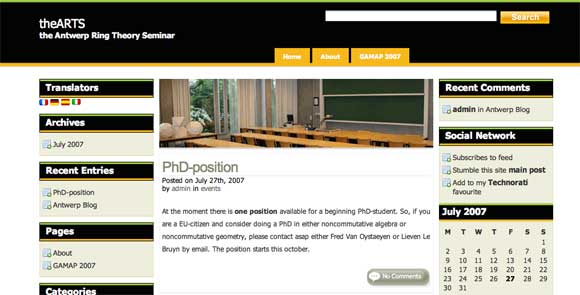 theARTS
the Antwerp Ring Theory Seminar
Search
Home
About
GAMAP 2007
Translators
Archives
July 2007
Recent Entries
PhD-position
Antwerp Blog
Pages
About
GAMAP 2007
Categories
PhD-position
Posted on July 27th, 2007
by admin in events
At the moment there is one position available for a beginning PhD-student. So, if you
are a EU-citizen and consider doing a PhD in either noncommutative algebra or
noncommutative geometry, please contact asap either Fred Van Oystaeyen or Lieven Le
Bruyn by email. The position starts this october.
No Comments
Recent Comments
admin in Antwerp Blog
Social Network
Subscribes to feed
Stumble this site main post
Add to my Technorati
favourite
July 2007
M T W T F S S
1
2 3 4 5 6 7 8
9 10 11 12 13 14 15
16 17 18 19 20 21 22
23 24 25 26 27 28 29
30 31